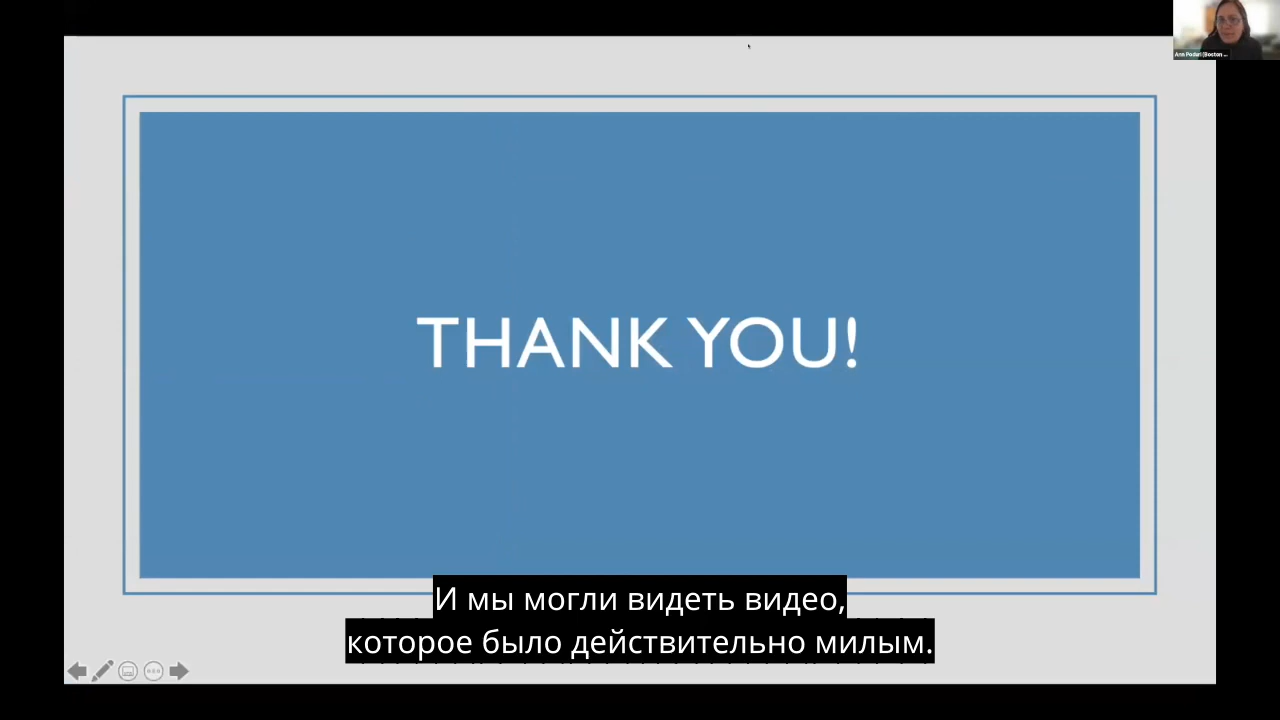 THANK YOU!
И мы могли видеть видео,
которое было действительно милым.